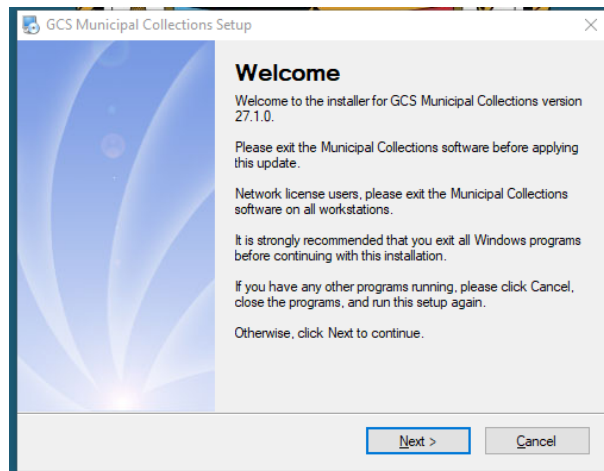 GCS Municipal Collections Setup
Welcome
Welcome to the installer for GCS Municipal Collections version
27.1.0.
Please exit the Municipal Collections software before applying
this update.
Network license users, please exit the Municipal Collections
software on all workstations.
It is strongly recommended that you exit all Windows programs
before continuing with this installation.
If you have any other programs running, please click Cancel,
close the programs, and run this setup again.
Otherwise, click Next to continue.
Next >
Cancel